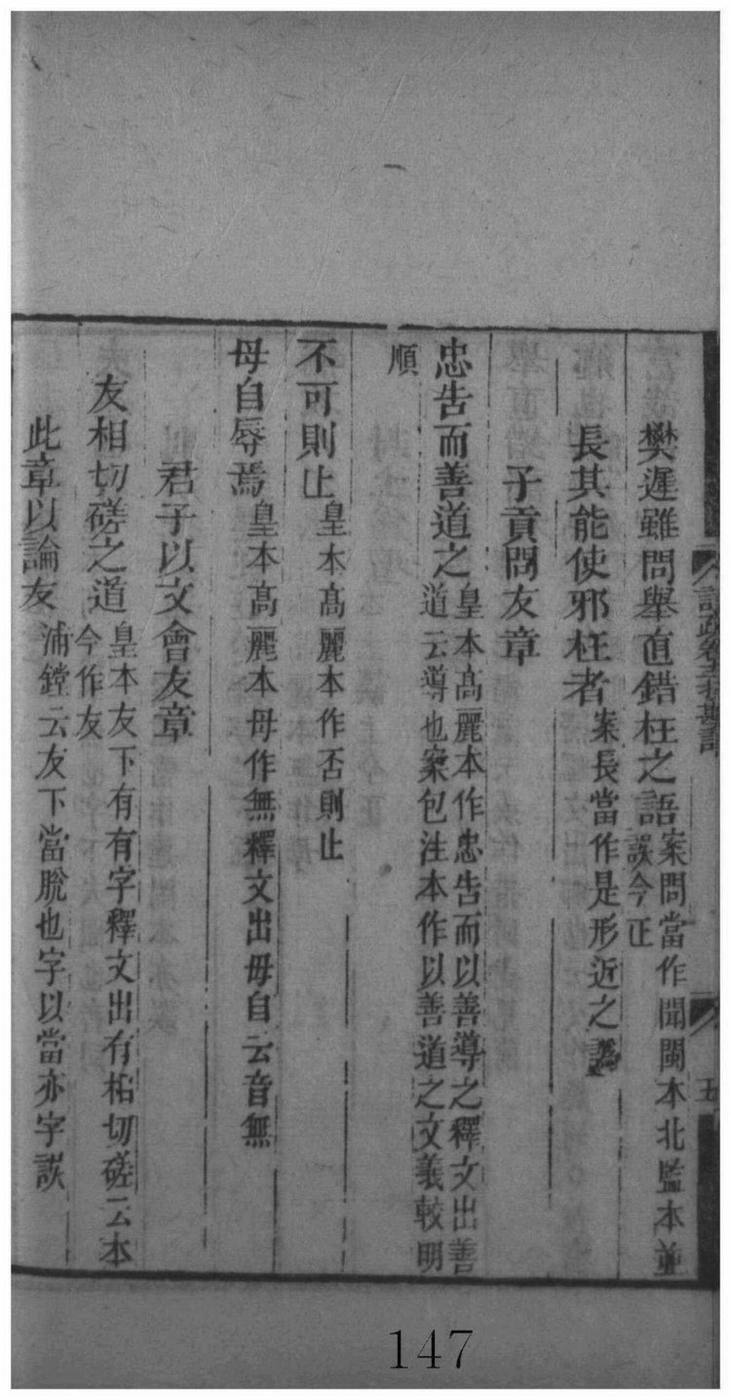 樊遲雖問舉直錯枉之語案問當作聞閩本北監本並
誤今正
長其能使邪枉者案長當作是形近之譌
子貢問友章
忠告而善道之皇本高麗本作忠告而以善導之釋文出善
道云導也案包注本作以善道之文義較明
順
不可則止皇本高麗本作否則止
毋自辱焉皇本高麗本毋作無釋文出毋自云音無
君子以文會友章
友相切磋之道皇本友下有有字釋文出有相切磋云本
今作友
此章以論友浦鏜云友下當脫也字以當亦字誤
五
147